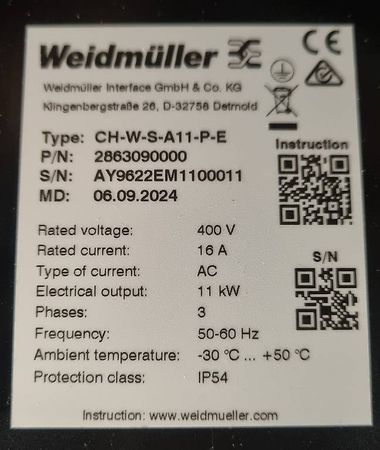 Weidmüller
Weidmüller Interface GmbH & Co. KG
Klingenbergstraße 26, D-32758 Detmold
Type: CH-W-S-A11-P-E
P/N: 2863090000
S/N: AY9622EM1100011
MD: 06.09.2024
Instruction
Rated voltage: 400 V
Rated current: 16 A
S/N
Type of current: AC
Electrical output: 11 kW
Phases: 3
Frequency: 50-60 Hz
Ambient temperature: -30 °C ... +50 °C
Protection class: IP54
Instruction: www.weidmueller.com